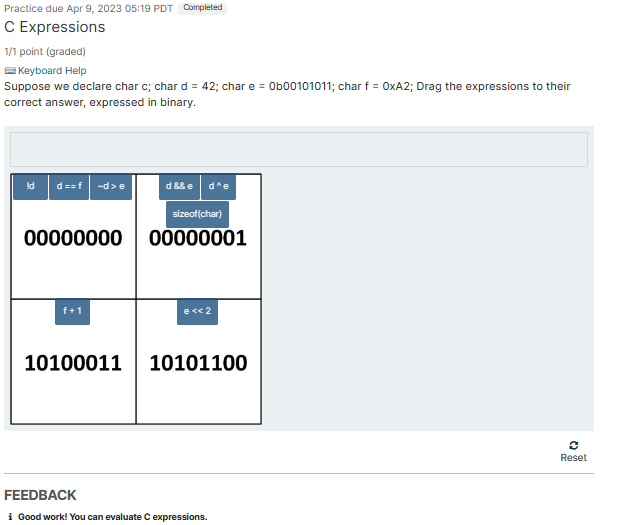 Practice due Apr 9, 2023 05:19 PDT Completed
C Expressions
1/1 point (graded)
Keyboard Help
Suppose we declare char c; char d = 42; char e = 0b00101011; char f = 0xA2; Drag the expressions to their
correct answer, expressed in binary.
!d d == f ~d > e d && e d ^ e
sizeof(char)
00000000 00000001
f + 1 e << 2
10100011 10101100
Reset
FEEDBACK
i Good work! You can evaluate C expressions.